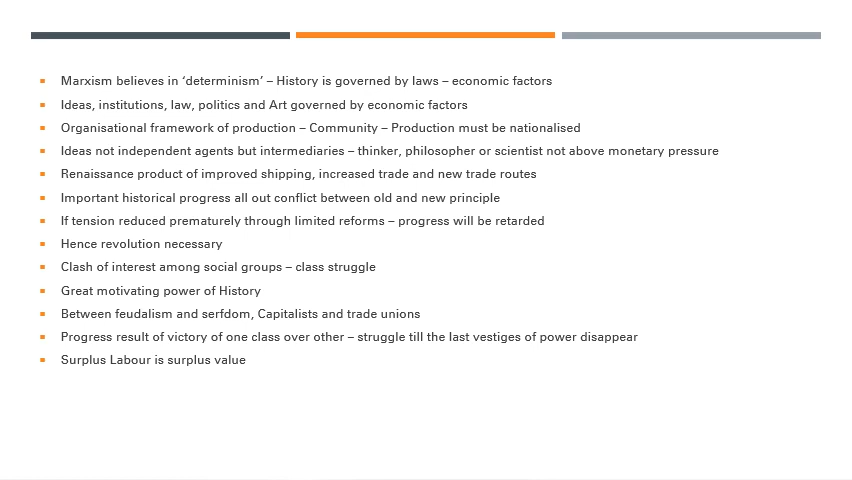 Marxism believes in ‘determinism’ – History is governed by laws – economic factors
Ideas, institutions, law, politics and Art governed by economic factors
Organisational framework of production – Community – Production must be nationalised
Ideas not independent agents but intermediaries – thinker, philosopher or scientist not above monetary pressure
Renaissance product of improved shipping, increased trade and new trade routes
Important historical progress all out conflict between old and new principle
If tension reduced prematurely through limited reforms – progress will be retarded
Hence revolution necessary
Clash of interest among social groups – class struggle
Great motivating power of History
Between feudalism and serfdom, Capitalists and trade unions
Progress result of victory of one class over other – struggle till the last vestiges of power disappear
Surplus Labour is surplus value